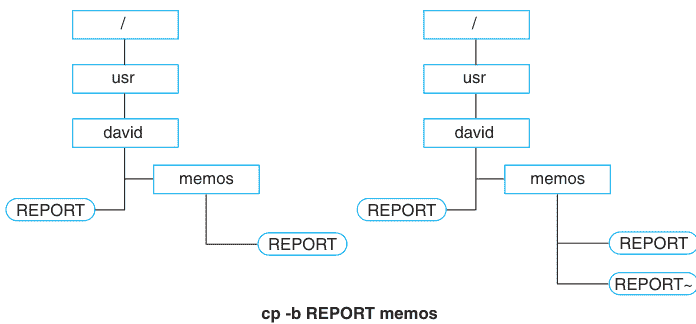 /
usr
david
memos
REPORT
REPORT
/
usr
david
memos
REPORT
REPORT
REPORT~
cp -b REPORT memos